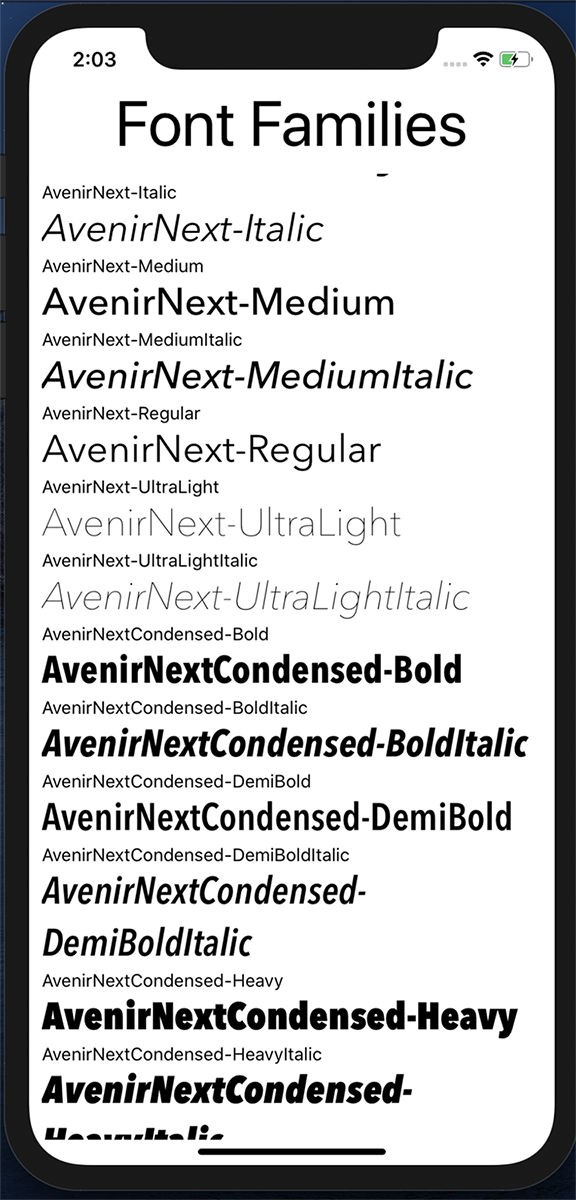 2:03
Font Families
AvenirNext-Italic
AvenirNext-Italic
AvenirNext-Medium
AvenirNext-Medium
AvenirNext-MediumItalic
AvenirNext-MediumItalic
AvenirNext-Regular
AvenirNext-Regular
AvenirNext-UltraLight
AvenirNext-UltraLight
AvenirNext-UltraLightItalic
AvenirNext-UltraLightItalic
AvenirNextCondensed-Bold
AvenirNextCondensed-Bold
AvenirNextCondensed-BoldItalic
AvenirNextCondensed-BoldItalic
AvenirNextCondensed-DemiBold
AvenirNextCondensed-DemiBold
AvenirNextCondensed-DemiBoldItalic
AvenirNextCondensed-
DemiBoldItalic
AvenirNextCondensed-Heavy
AvenirNextCondensed-Heavy
AvenirNextCondensed-HeavyItalic
AvenirNextCondensed-
HeavyItalic